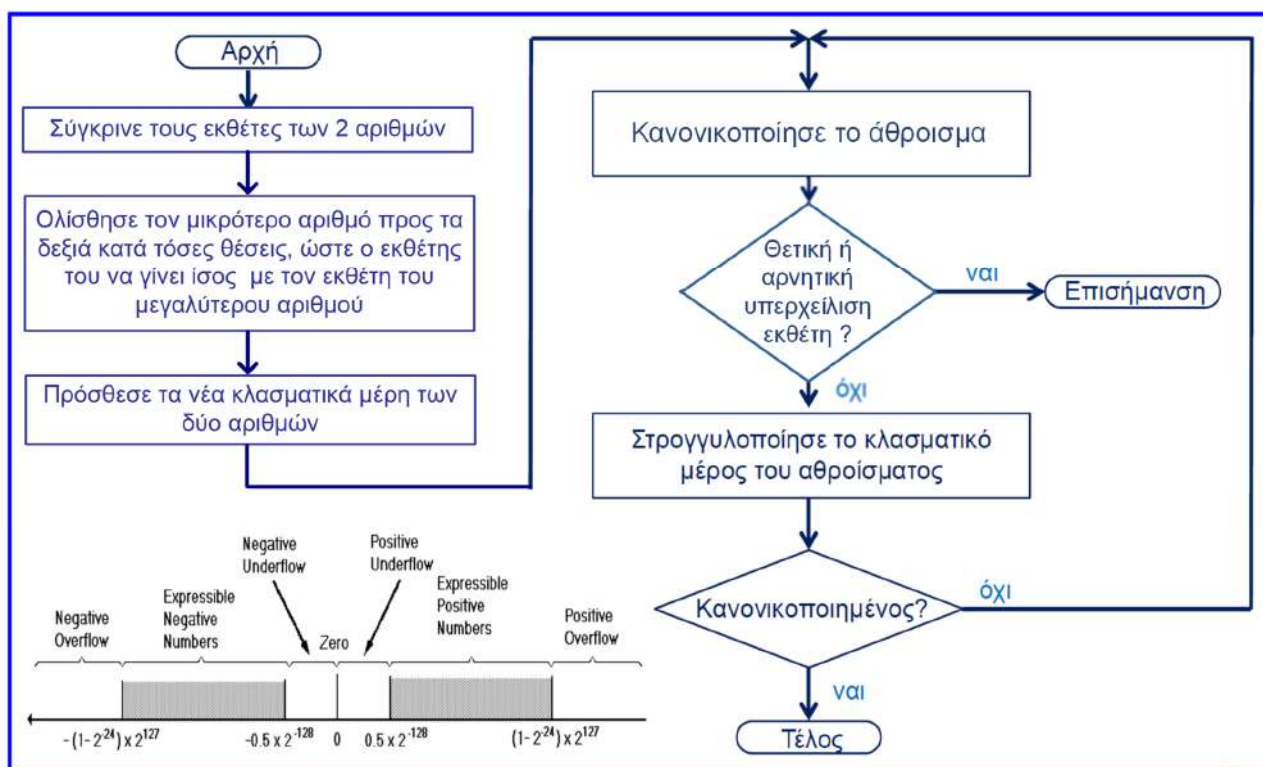 Αρχή
Σύγκρινε τους εκθέτες των 2 αριθμών
Ολίσθησε τον μικρότερο αριθμό προς τα
δεξιά κατά τόσες θέσεις, ώστε ο εκθέτης
του να γίνει ίσος με τον εκθέτη του
μεγαλύτερου αριθμού
Πρόσθεσε τα νέα κλασματικά μέρη των
δύο αριθμών
Κανονικοποίησε το άθροισμα
Θετική ή
αρνητική
υπερχείλιση
εκθέτη ?
ναι
Επισήμανση
όχι
Στρογγυλοποίησε το κλασματικό
μέρος του αθροίσματος
Κανονικοποιημένος?
όχι
ναι
Τέλος
Negative
Underflow
Positive
Underflow
Negative
Overflow
Expressible
Negative
Numbers
Zero
Expressible
Positive
Numbers
Positive
Overflow
-(1-2^-24) x 2^127
-0.5 x 2^-128
0
0.5 x 2^-128
(1-2^-24) x 2^127